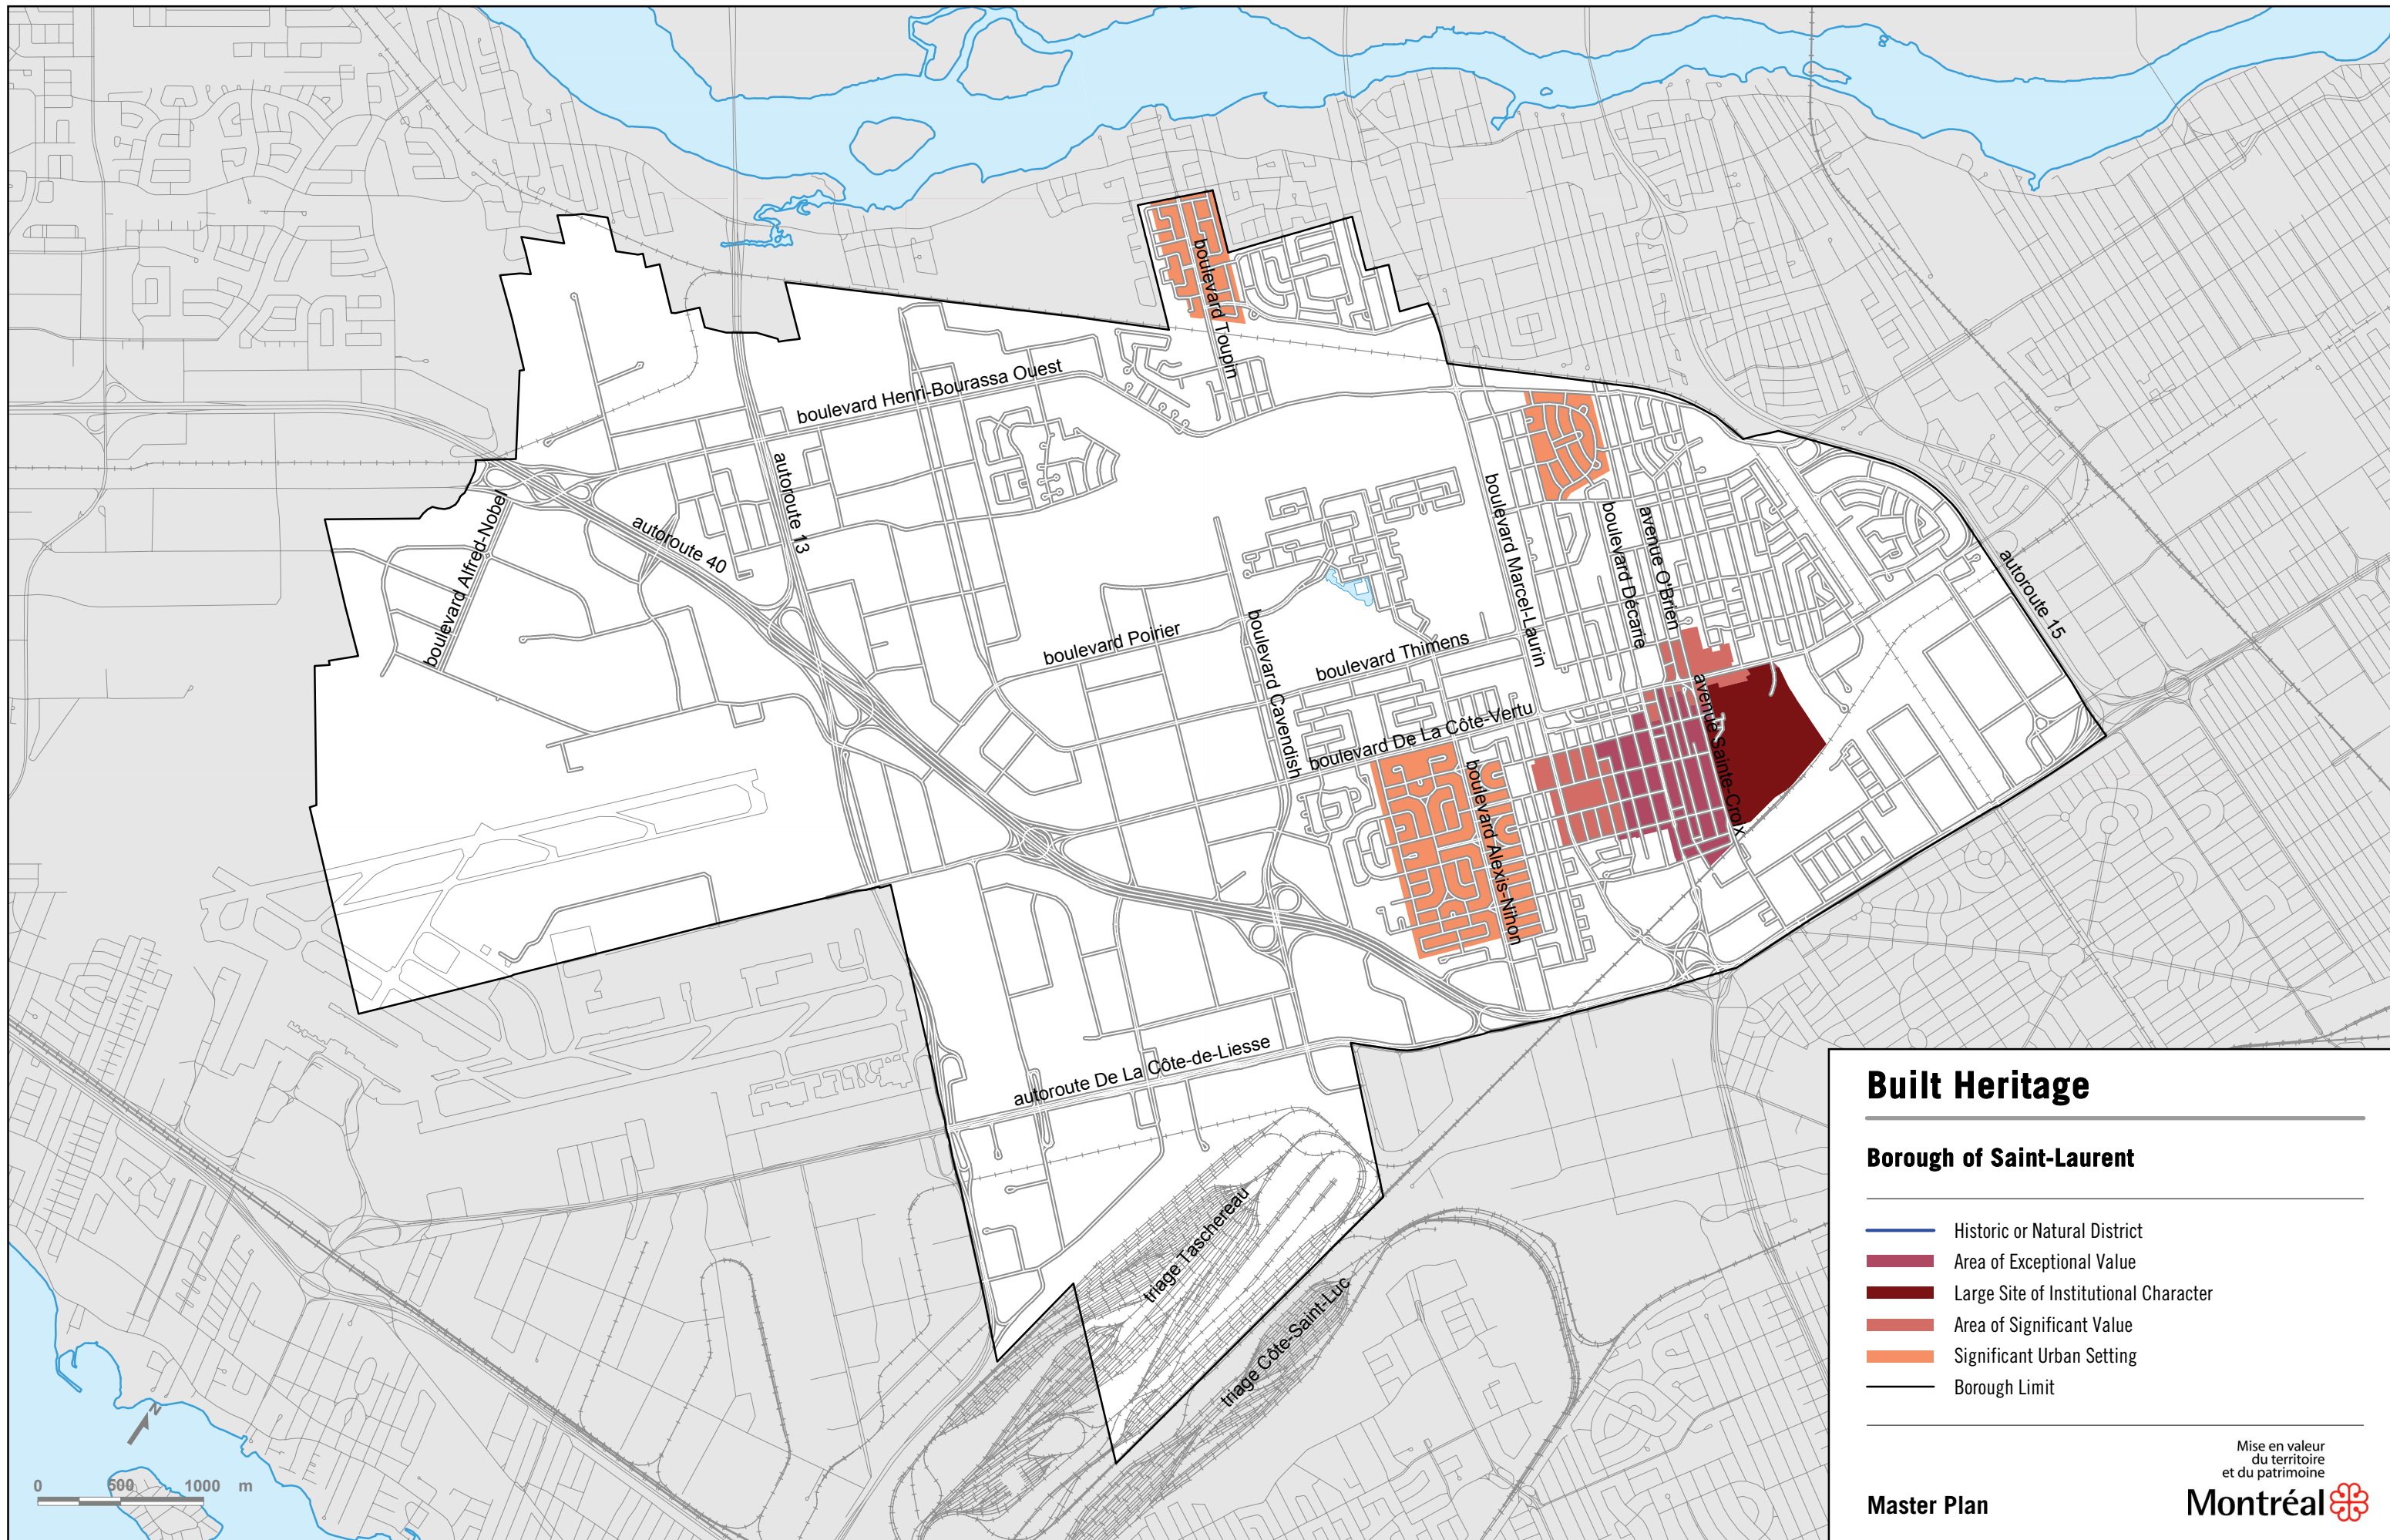 boulevard Toupin
boulevard Henri-Bourassa Ouest
autoroute 13
boulevard Alfred-Nobel
autoroute 40
boulevard Marcel-Laurin
boulevard Décarie
avenue O'Brien
autoroute 15
boulevard Poirier
boulevard Cavendish
boulevard Thimens
avenue Sainte-Croix
boulevard De La Côte-Vertu
boulevard Alexis-Nihon
autoroute De La Côte-de-Liesse
triage Taschereau
triage Côte-Saint-Luc
N
0 500 1000 m
Built Heritage
Borough of Saint-Laurent
Historic or Natural District
Area of Exceptional Value
Large Site of Institutional Character
Area of Significant Value
Significant Urban Setting
Borough Limit
Mise en valeur
du territoire
et du patrimoine
Master Plan
Montréal